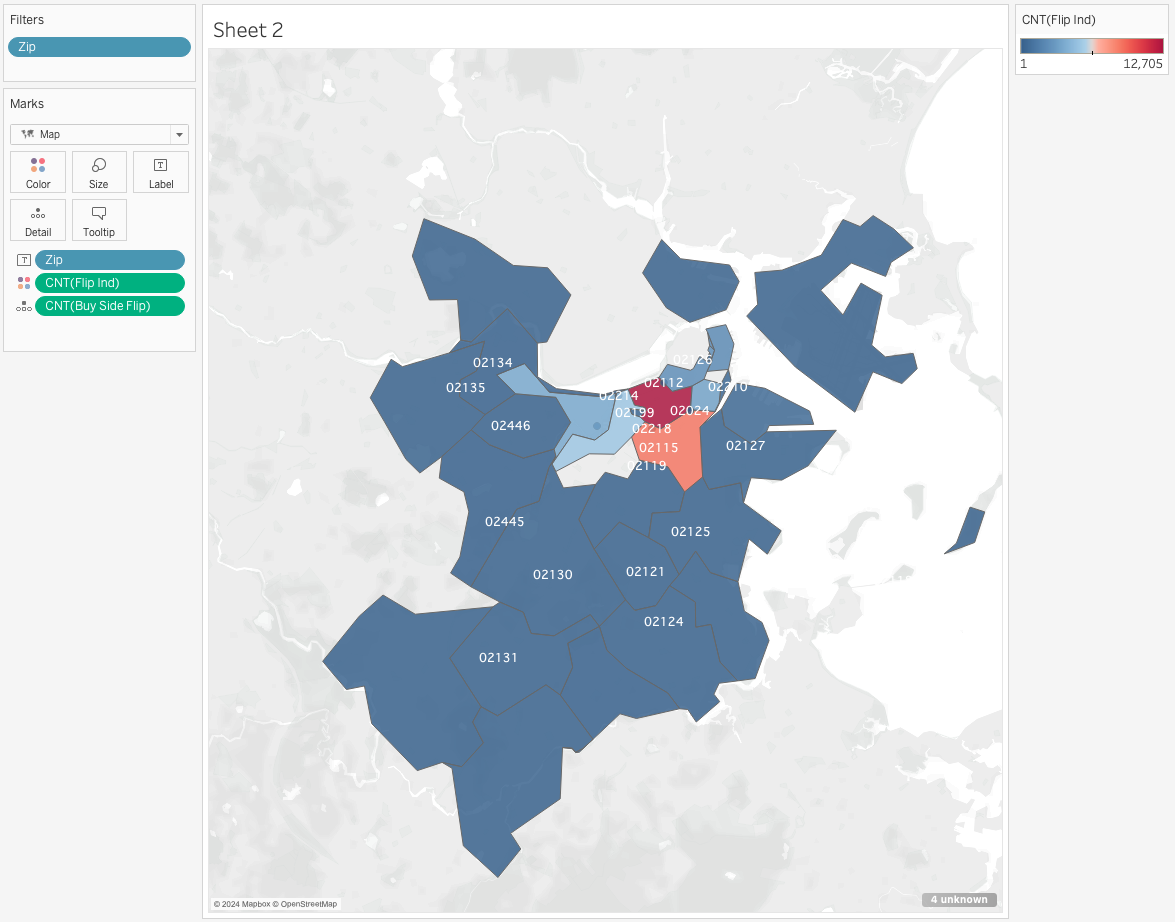 Filters
Zip
Marks
Map
Color
Size
Label
Detail
Tooltip
Zip
CNT(Flip Ind)
CNT(Buy Side Flip)
Sheet 2
02126
02134
02112
02135
02210
02214
02199
02024
02446
02218
02115
02127
02119
02445
02125
02130
02121
02124
02131
© 2024 Mapbox © OpenStreetMap
4 unknown
CNT(Flip Ind)
1
12,705